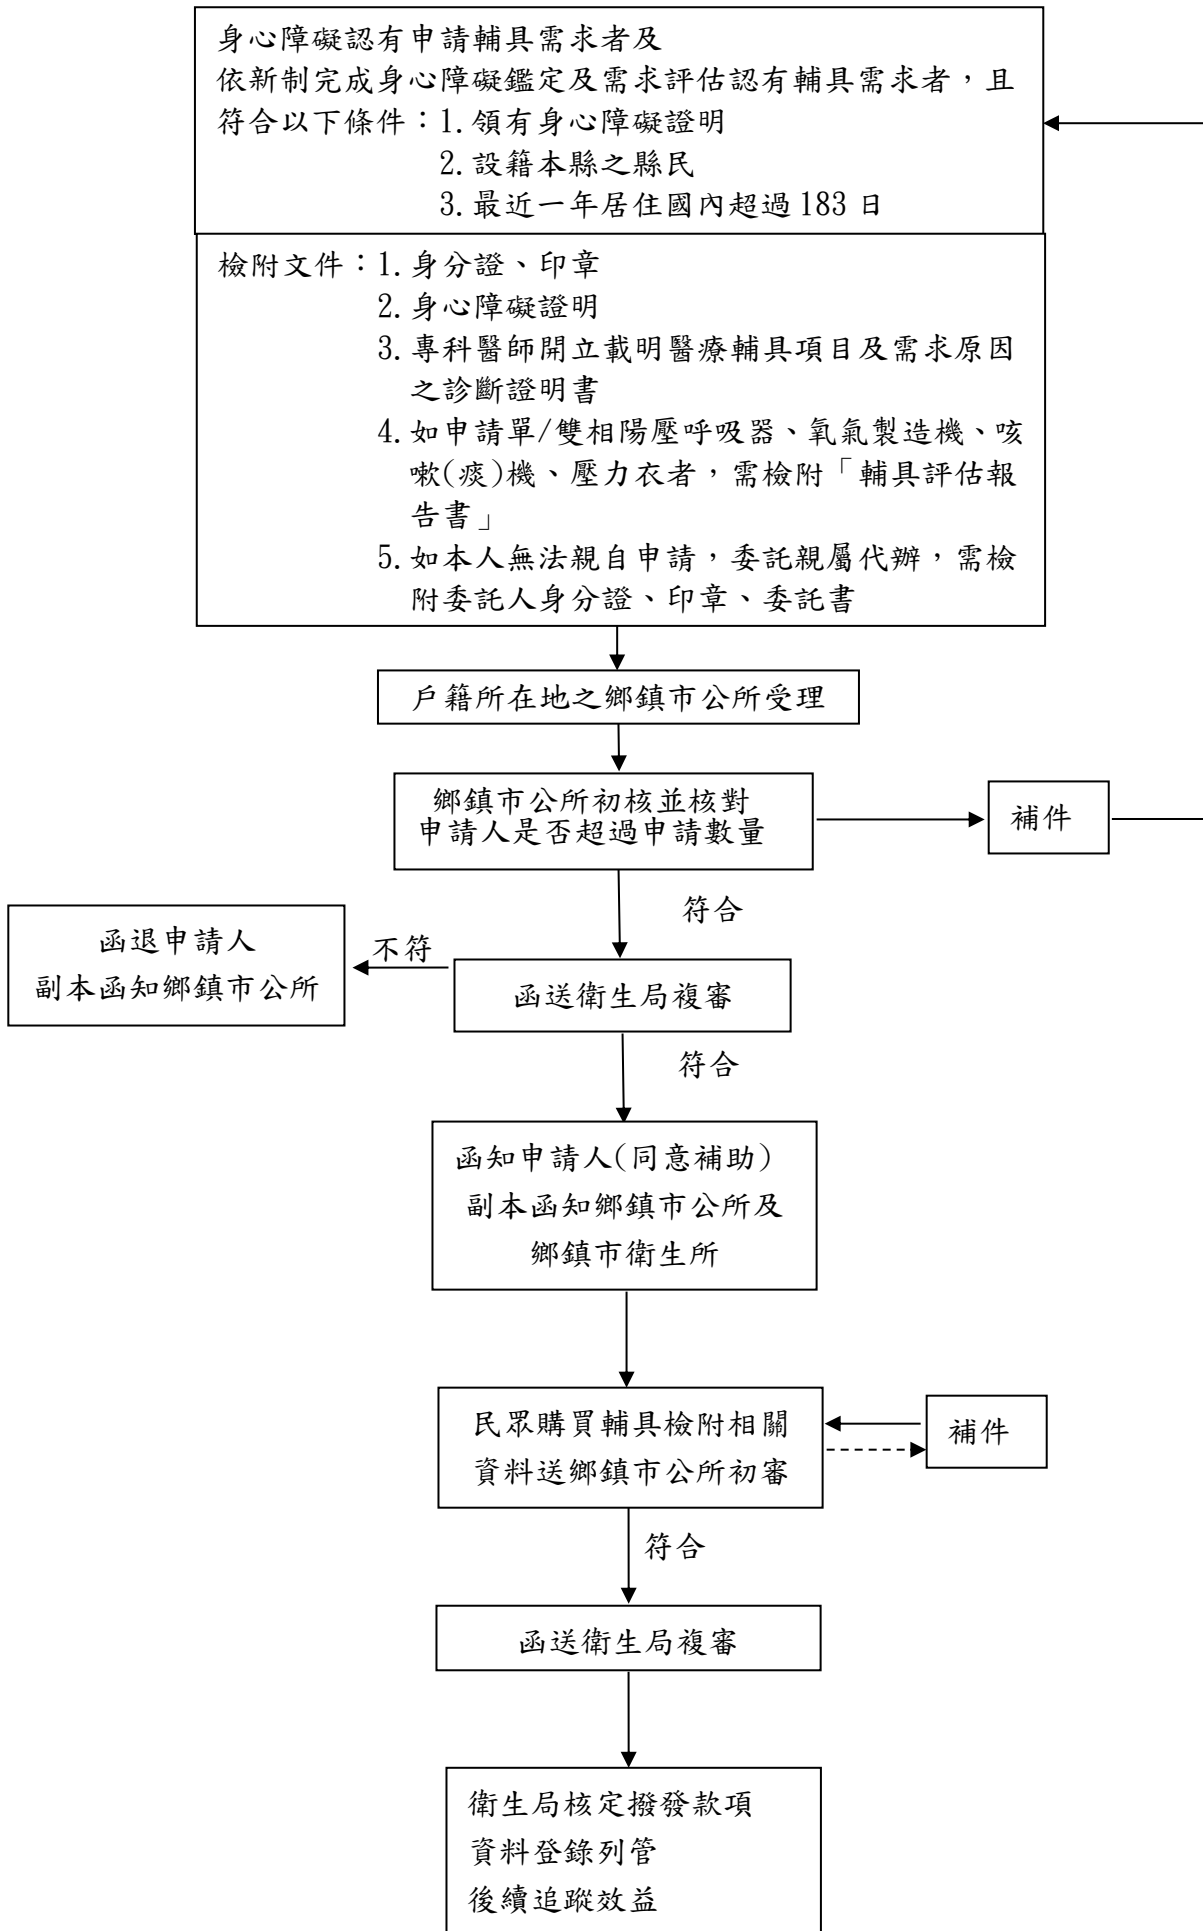 身心障礙認有申請輔具需求者及
依新制完成身心障礙鑑定及需求評估認有輔具需求者，且
符合以下條件：1.領有身心障礙證明
2.設籍本縣之縣民
3.最近一年居住國內超過183日
檢附文件：1.身分證、印章
2.身心障礙證明
3.專科醫師開立載明醫療輔具項目及需求原因
之診斷證明書
4.如申請單/雙相陽壓呼吸器、氧氣製造機、咳
嗽(痰)機、壓力衣者，需檢附「輔具評估報
告書」
5.如本人無法親自申請，委託親屬代辦，需檢
附委託人身分證、印章、委託書
戶籍所在地之鄉鎮市公所受理
鄉鎮市公所初核並核對
申請人是否超過申請數量
補件
符合
函退申請人
副本函知鄉鎮市公所
不符
函送衛生局複審
符合
函知申請人(同意補助)
副本函知鄉鎮市公所及
鄉鎮市衛生所
民眾購買輔具檢附相關
資料送鄉鎮市公所初審
補件
符合
函送衛生局複審
衛生局核定撥發款項
資料登錄列管
後續追蹤效益